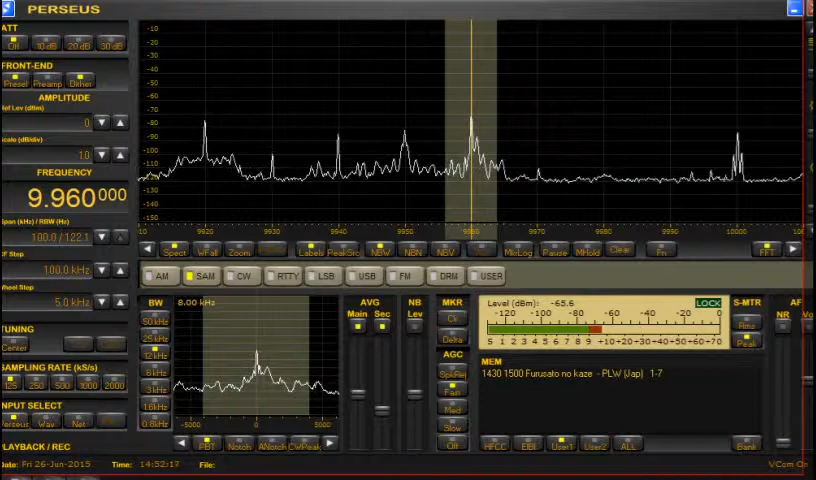 PERSEUS
ATT
Off 10 dB 20 dB 30 dB
FRONT-END
Presel Preamp Dither
AMPLITUDE
Ref Lev (dBm)
0
Scale (dB/div)
10
FREQUENCY
9.960000
Span (kHz) / RBW (Hz)
100.0 / 122.1
CF Step
100.0 kHz
Wheel Step
5.0 kHz
TUNING
Center
SAMPLING RATE (kS/s)
125 250 500 1000 2000
INPUT SELECT
Perseus Wav Net
PLAYBACK / REC
-10
-20
-30
-40
-50
-60
-70
-80
-90
-100
-110
-120
-130
-140
-150
9920 9930 9940 9950 9960 9970 9980 9990 10000
Spect WFall Zoom Labels PeakSrc NBW NBN NBV MkrLog Pause MHold Clear Fn FFT
AM SAM CW RTTY LSB USB FM DRM USER
BW
50 kHz
25 kHz
12 kHz
6 kHz
3 kHz
1.6kHz
0.8kHz
8.00 kHz
-5000 0 5000
PBT Notch ANotch CWPeak
AVG
Main Sec
NB
Lev
MKR
Clr
Delta
AGC
Fast
Med
Slow
Off
Level (dBm): -65.6 LOCK
-120 -100 -80 -60 -40 -20 0
S 1 2 3 4 5 6 7 8 9 +10 +20 +30 +40 +50 +60 +70
S-MTR
Rms
Peak
AF
NR Vo
MEM
1430 1500 Furusato no kaze - PLW (Jap) 1-7
HFCC EIBI User1 User2 ALL Bank
Date: Fri 26-Jun-2015 Time: 14:52:17 File: VCom On